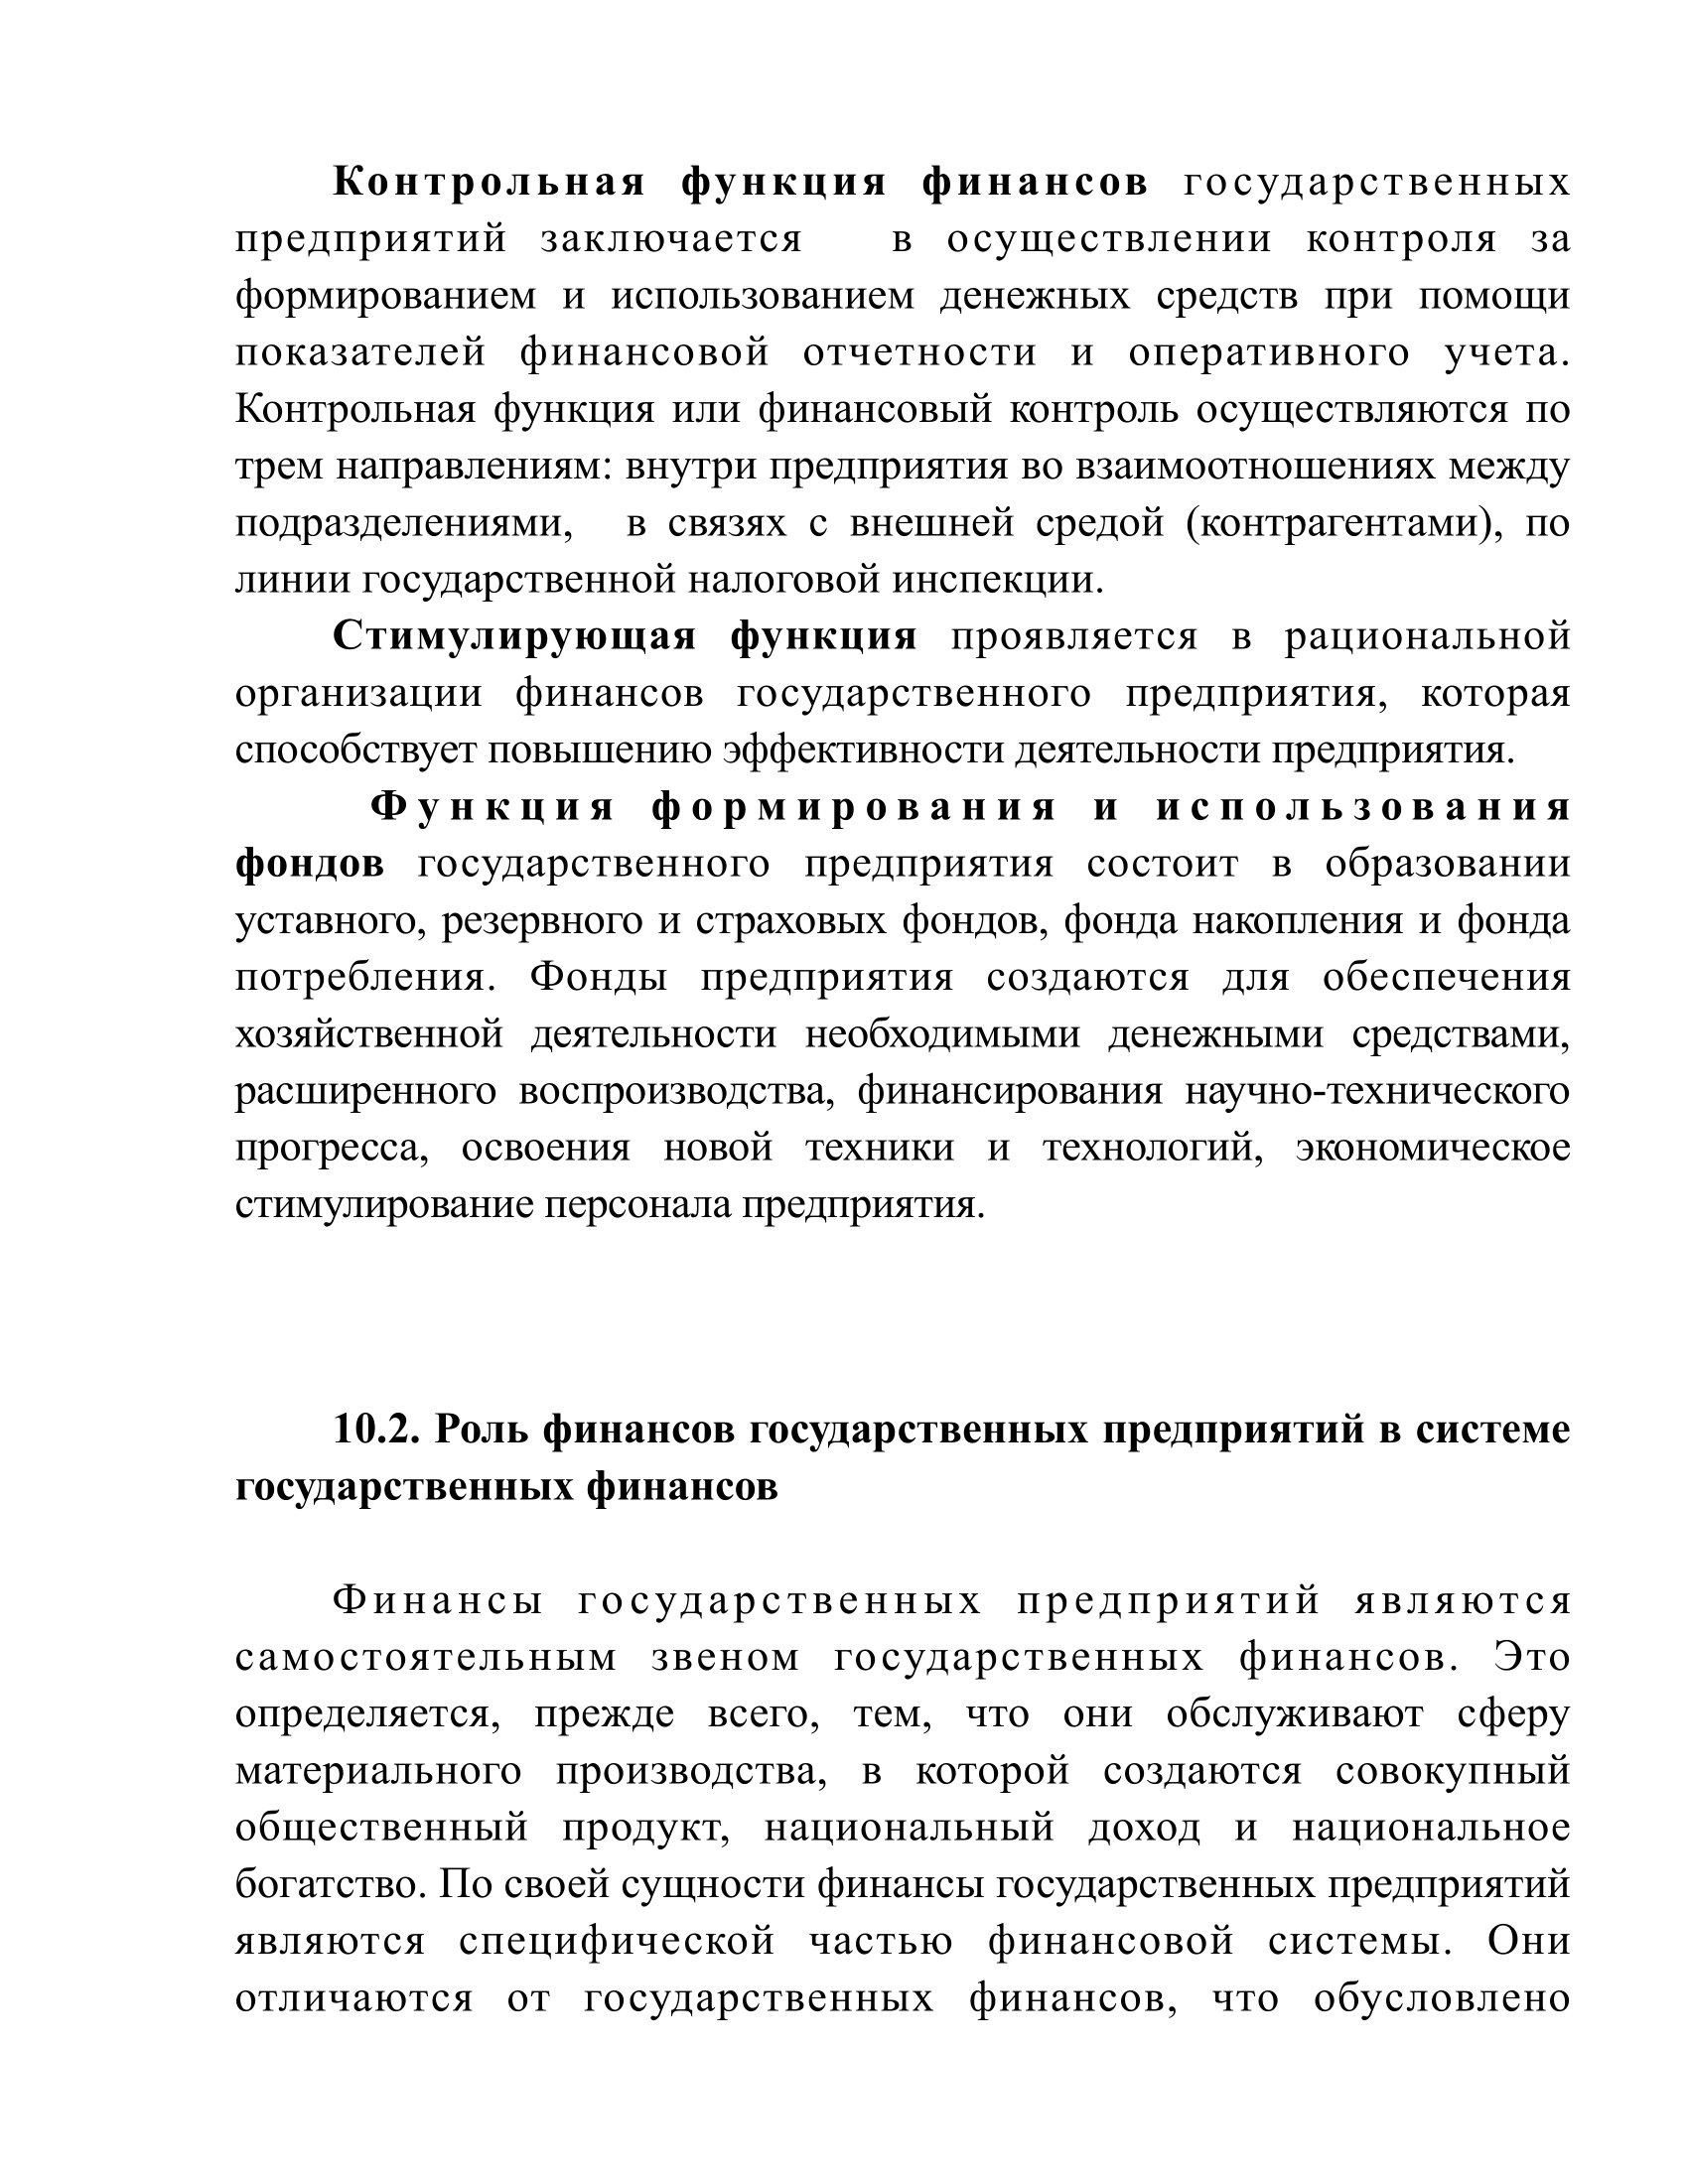 Контрольная функция финансов государственных
предприятий заключается в осуществлении контроля за
формированием и использованием денежных средств при помощи
показателей финансовой отчетности и оперативного учета.
Контрольная функция или финансовый контроль осуществляются по
трем направлениям: внутри предприятия во взаимоотношениях между
подразделениями, в связях с внешней средой (контрагентами), по
линии государственной налоговой инспекции.
Стимулирующая функция проявляется в рациональной
организации финансов государственного предприятия, которая
способствует повышению эффективности деятельности предприятия.
Функция формирования и использования
фондов государственного предприятия состоит в образовании
уставного, резервного и страховых фондов, фонда накопления и фонда
потребления. Фонды предприятия создаются для обеспечения
хозяйственной деятельности необходимыми денежными средствами,
расширенного воспроизводства, финансирования научно-технического
прогресса, освоения новой техники и технологий, экономическое
стимулирование персонала предприятия.
10.2. Роль финансов государственных предприятий в системе
государственных финансов
Финансы государственных предприятий являются
самостоятельным звеном государственных финансов. Это
определяется, прежде всего, тем, что они обслуживают сферу
материального производства, в которой создаются совокупный
общественный продукт, национальный доход и национальное
богатство. По своей сущности финансы государственных предприятий
являются специфической частью финансовой системы. Они
отличаются от государственных финансов, что обусловлено